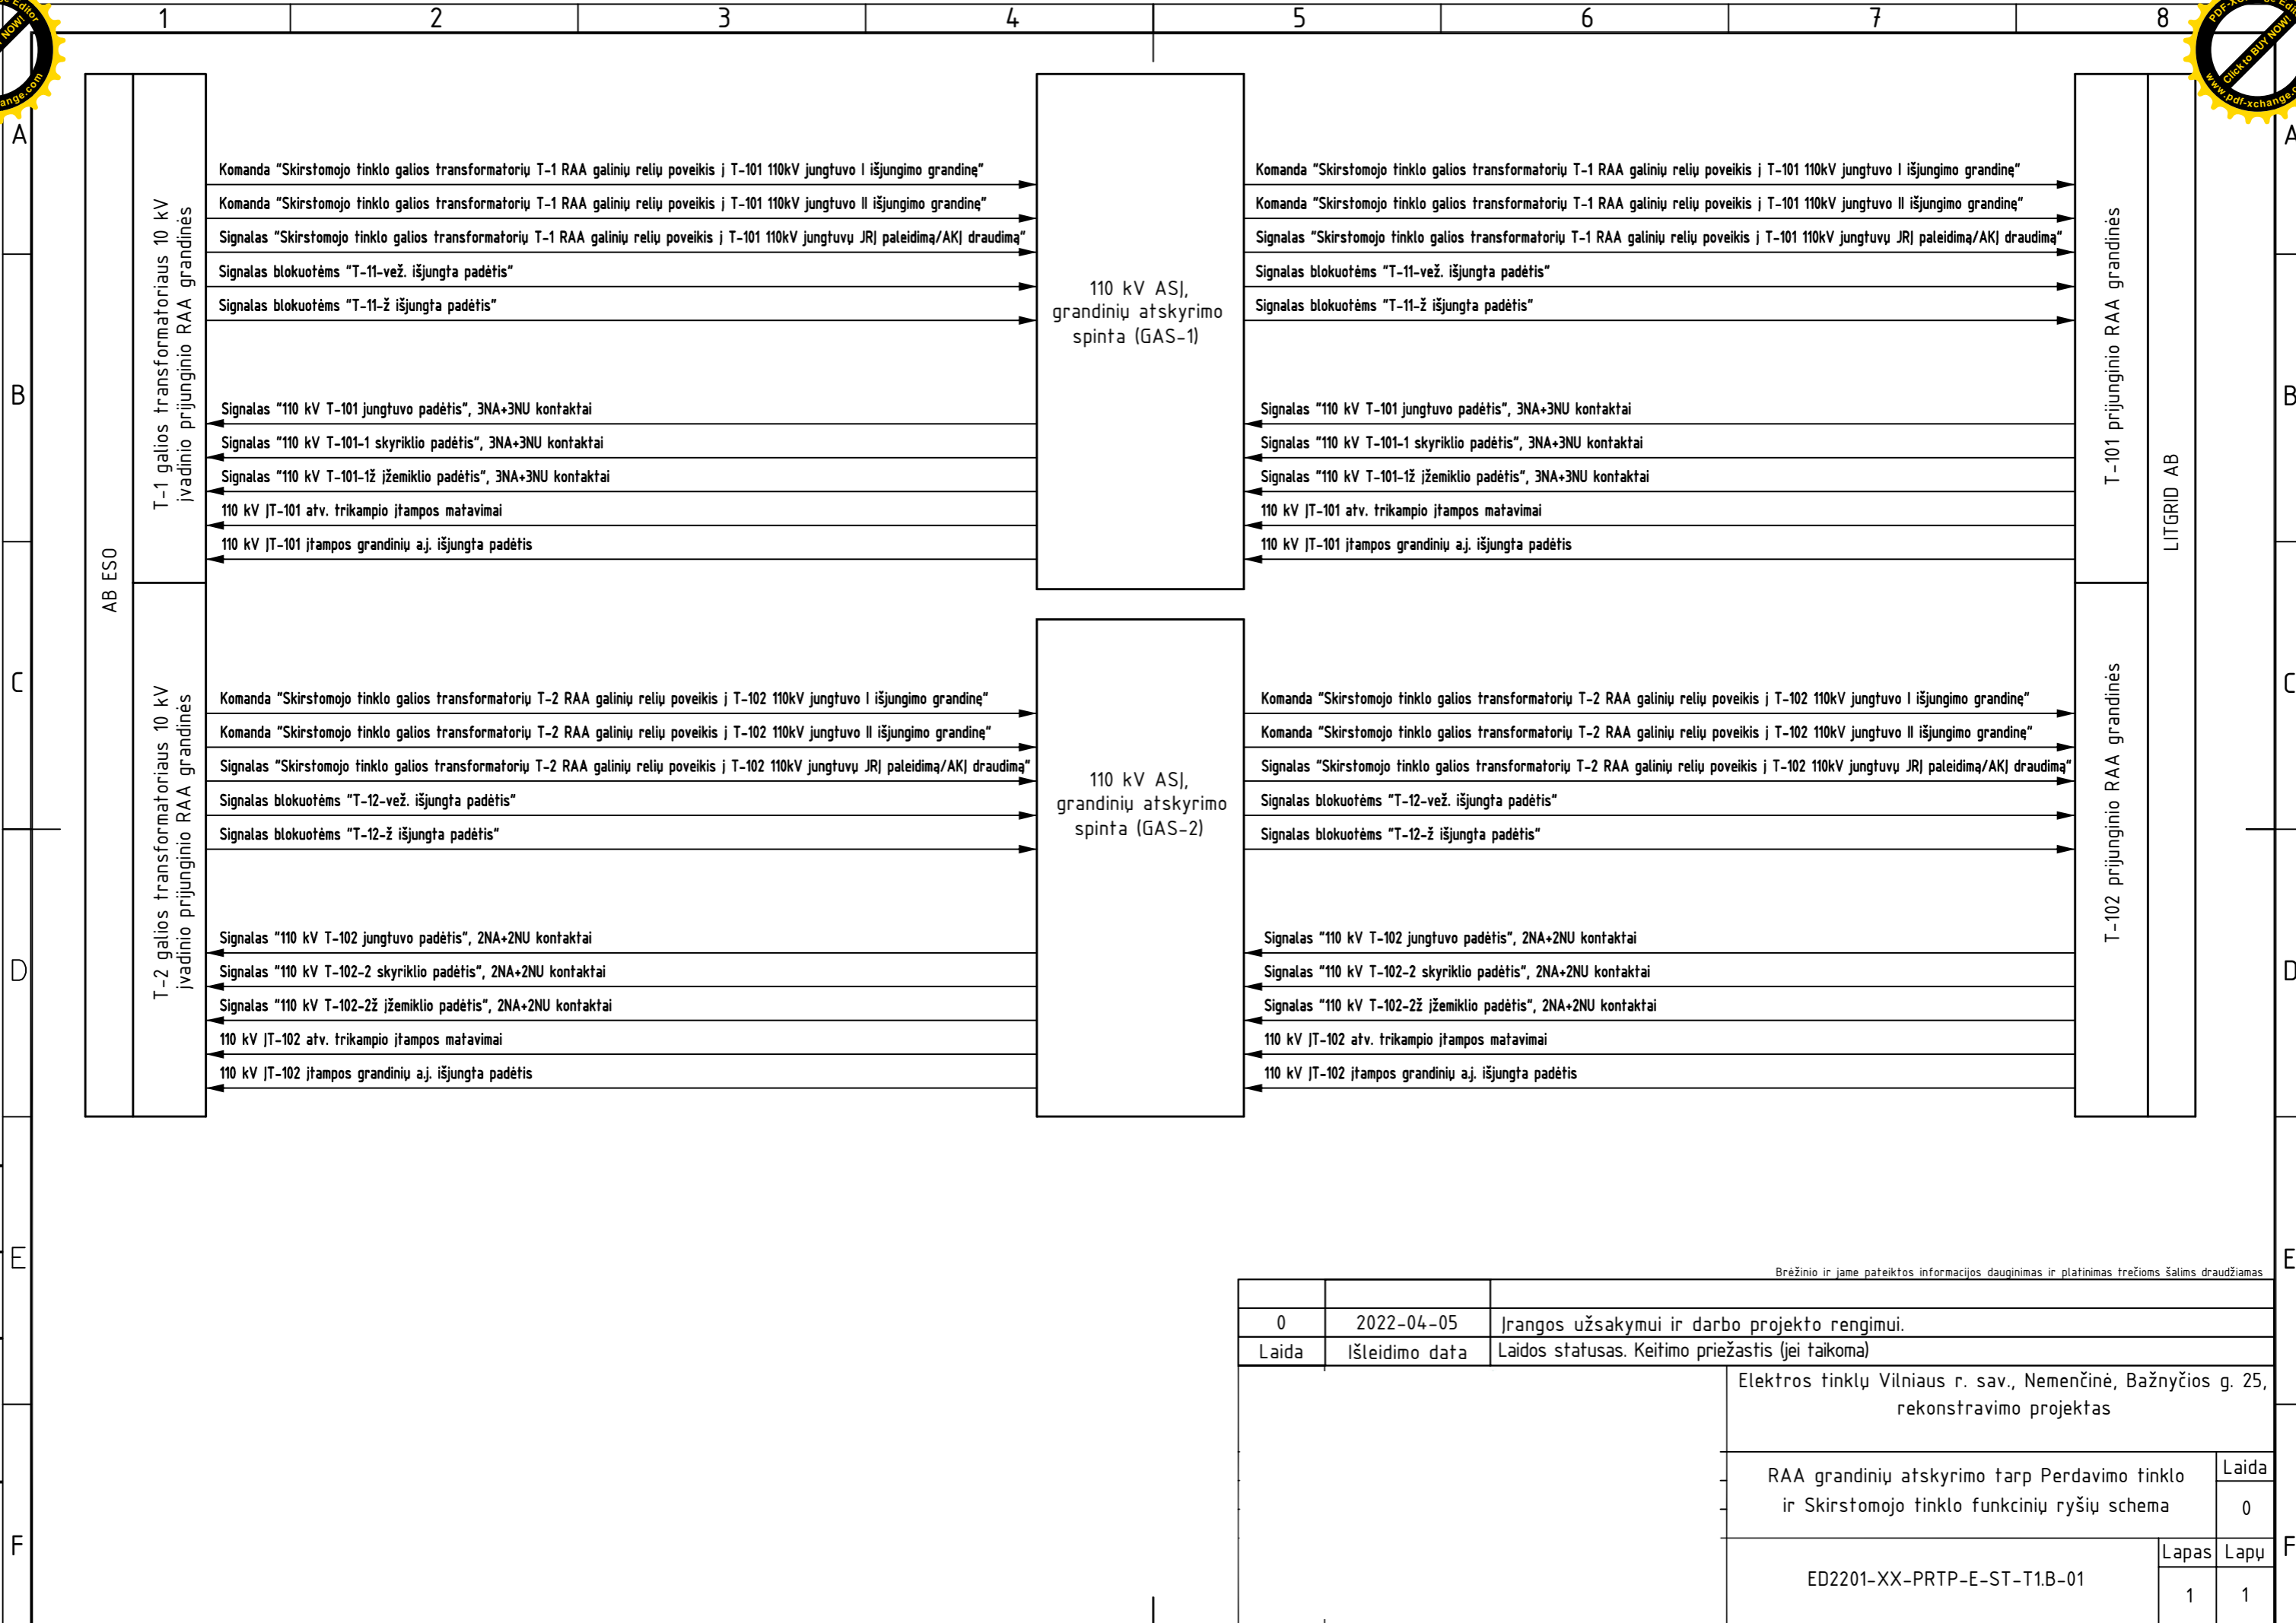 1 2 3 4 5 6 7 8
A
A
B
B
C
C
D
D
E
E
F
F
AB ESO
T-1 galios transformatoriaus 10 kV
įvadinio prijunginio RAA grandinės
Komanda "Skirstomojo tinklo galios transformatorių T-1 RAA galinių relių poveikis į T-101 110kV jungtuvo I išjungimo grandinę"
Komanda "Skirstomojo tinklo galios transformatorių T-1 RAA galinių relių poveikis į T-101 110kV jungtuvo II išjungimo grandinę"
Signalas "Skirstomojo tinklo galios transformatorių T-1 RAA galinių relių poveikis į T-101 110kV jungtuvų JRĮ paleidimą/AKĮ draudimą"
Signalas blokuotėms "T-11-vež. išjungta padėtis"
Signalas blokuotėms "T-11-ž išjungta padėtis"
Signalas "110 kV T-101 jungtuvo padėtis", 3NA+3NU kontaktai
Signalas "110 kV T-101-1 skyriklio padėtis", 3NA+3NU kontaktai
Signalas "110 kV T-101-1ž įžemiklio padėtis", 3NA+3NU kontaktai
110 kV ĮT-101 atv. trikampio įtampos matavimai
110 kV ĮT-101 įtampos grandinių a.j. išjungta padėtis
110 kV ASĮ,
grandinių atskyrimo
spinta (GAS-1)
Komanda "Skirstomojo tinklo galios transformatorių T-1 RAA galinių relių poveikis į T-101 110kV jungtuvo I išjungimo grandinę"
Komanda "Skirstomojo tinklo galios transformatorių T-1 RAA galinių relių poveikis į T-101 110kV jungtuvo II išjungimo grandinę"
Signalas "Skirstomojo tinklo galios transformatorių T-1 RAA galinių relių poveikis į T-101 110kV jungtuvų JRĮ paleidimą/AKĮ draudimą"
Signalas blokuotėms "T-11-vež. išjungta padėtis"
Signalas blokuotėms "T-11-ž išjungta padėtis"
Signalas "110 kV T-101 jungtuvo padėtis", 3NA+3NU kontaktai
Signalas "110 kV T-101-1 skyriklio padėtis", 3NA+3NU kontaktai
Signalas "110 kV T-101-1ž įžemiklio padėtis", 3NA+3NU kontaktai
110 kV ĮT-101 atv. trikampio įtampos matavimai
110 kV ĮT-101 įtampos grandinių a.j. išjungta padėtis
T-101 prijunginio RAA grandinės
LITGRID AB
T-2 galios transformatoriaus 10 kV
įvadinio prijunginio RAA grandinės
Komanda "Skirstomojo tinklo galios transformatorių T-2 RAA galinių relių poveikis į T-102 110kV jungtuvo I išjungimo grandinę"
Komanda "Skirstomojo tinklo galios transformatorių T-2 RAA galinių relių poveikis į T-102 110kV jungtuvo II išjungimo grandinę"
Signalas "Skirstomojo tinklo galios transformatorių T-2 RAA galinių relių poveikis į T-102 110kV jungtuvų JRĮ paleidimą/AKĮ draudimą"
Signalas blokuotėms "T-12-vež. išjungta padėtis"
Signalas blokuotėms "T-12-ž išjungta padėtis"
Signalas "110 kV T-102 jungtuvo padėtis", 2NA+2NU kontaktai
Signalas "110 kV T-102-2 skyriklio padėtis", 2NA+2NU kontaktai
Signalas "110 kV T-102-2ž įžemiklio padėtis", 2NA+2NU kontaktai
110 kV ĮT-102 atv. trikampio įtampos matavimai
110 kV ĮT-102 įtampos grandinių a.j. išjungta padėtis
110 kV ASĮ,
grandinių atskyrimo
spinta (GAS-2)
Komanda "Skirstomojo tinklo galios transformatorių T-2 RAA galinių relių poveikis į T-102 110kV jungtuvo I išjungimo grandinę"
Komanda "Skirstomojo tinklo galios transformatorių T-2 RAA galinių relių poveikis į T-102 110kV jungtuvo II išjungimo grandinę"
Signalas "Skirstomojo tinklo galios transformatorių T-2 RAA galinių relių poveikis į T-102 110kV jungtuvų JRĮ paleidimą/AKĮ draudimą"
Signalas blokuotėms "T-12-vež. išjungta padėtis"
Signalas blokuotėms "T-12-ž išjungta padėtis"
Signalas "110 kV T-102 jungtuvo padėtis", 2NA+2NU kontaktai
Signalas "110 kV T-102-2 skyriklio padėtis", 2NA+2NU kontaktai
Signalas "110 kV T-102-2ž įžemiklio padėtis", 2NA+2NU kontaktai
110 kV ĮT-102 atv. trikampio įtampos matavimai
110 kV ĮT-102 įtampos grandinių a.j. išjungta padėtis
T-102 prijunginio RAA grandinės
Brėžinio ir jame pateiktos informacijos dauginimas ir platinimas trečioms šalims draudžiamas
0 2022-04-05 Įrangos užsakymui ir darbo projekto rengimui.
Laida Išleidimo data Laidos statusas. Keitimo priežastis (jei taikoma)
Elektros tinklų Vilniaus r. sav., Nemenčinė, Bažnyčios g. 25,
rekonstravimo projektas
RAA grandinių atskyrimo tarp Perdavimo tinklo
ir Skirstomojo tinklo funkcinių ryšių schema
Laida
0
ED2201-XX-PRTP-E-ST-T1.B-01
Lapas Lapų
1 1
Click to BUY NOW!